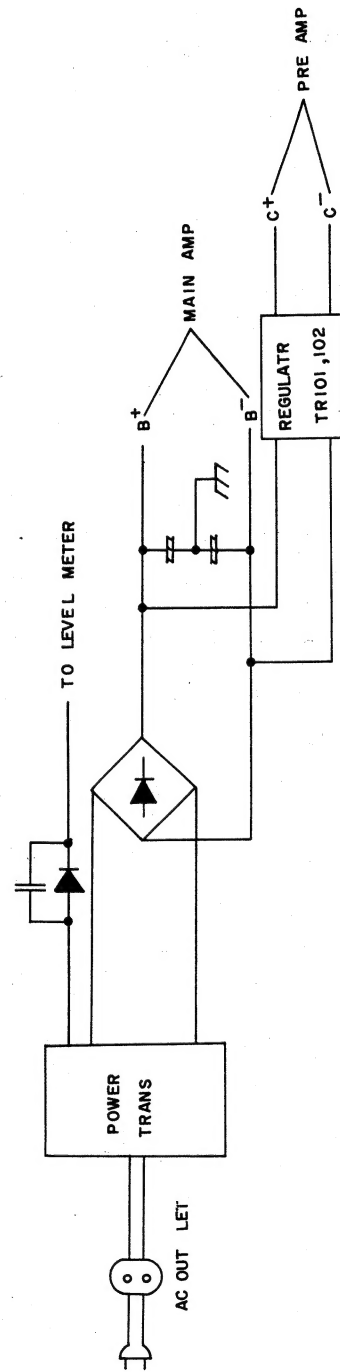 AC OUT LET
POWER
TRANS
TO LEVEL METER
B+
B-
MAIN AMP
REGULATR
TR101,102
C+
C-
PRE AMP